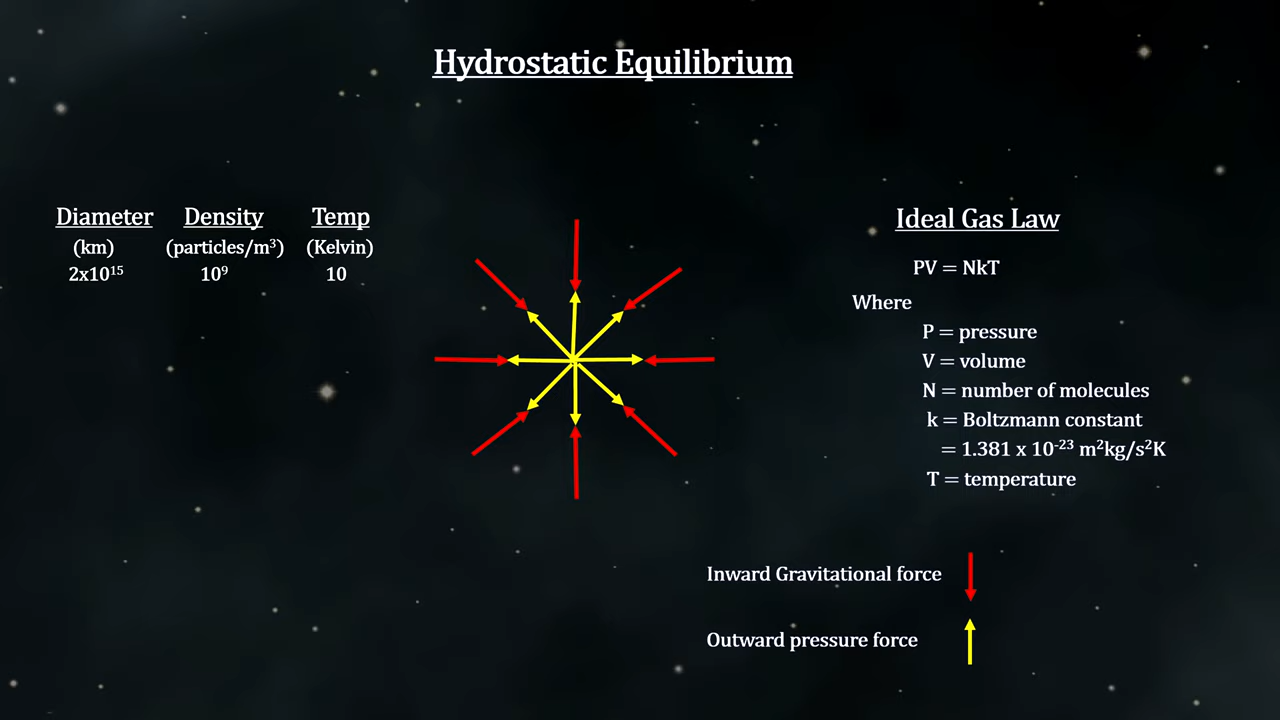 Hydrostatic Equilibrium
Diameter Density Temp
(km) (particles/m³) (Kelvin)
2x10¹⁵ 10⁹ 10
Ideal Gas Law
PV = NkT
Where
P = pressure
V = volume
N = number of molecules
k = Boltzmann constant
= 1.381 x 10⁻²³ m²kg/s²K
T = temperature
Inward Gravitational force
Outward pressure force